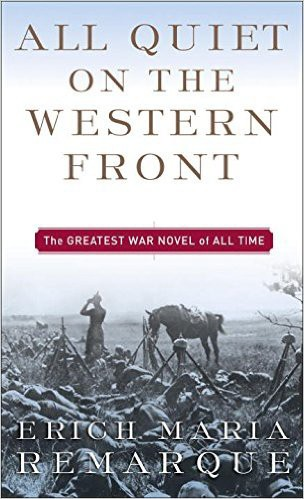 ALL QUIET
ON THE
WESTERN
FRONT
The GREATEST WAR NOVEL of ALL TIME
ERICH MARIA
REMARQUE